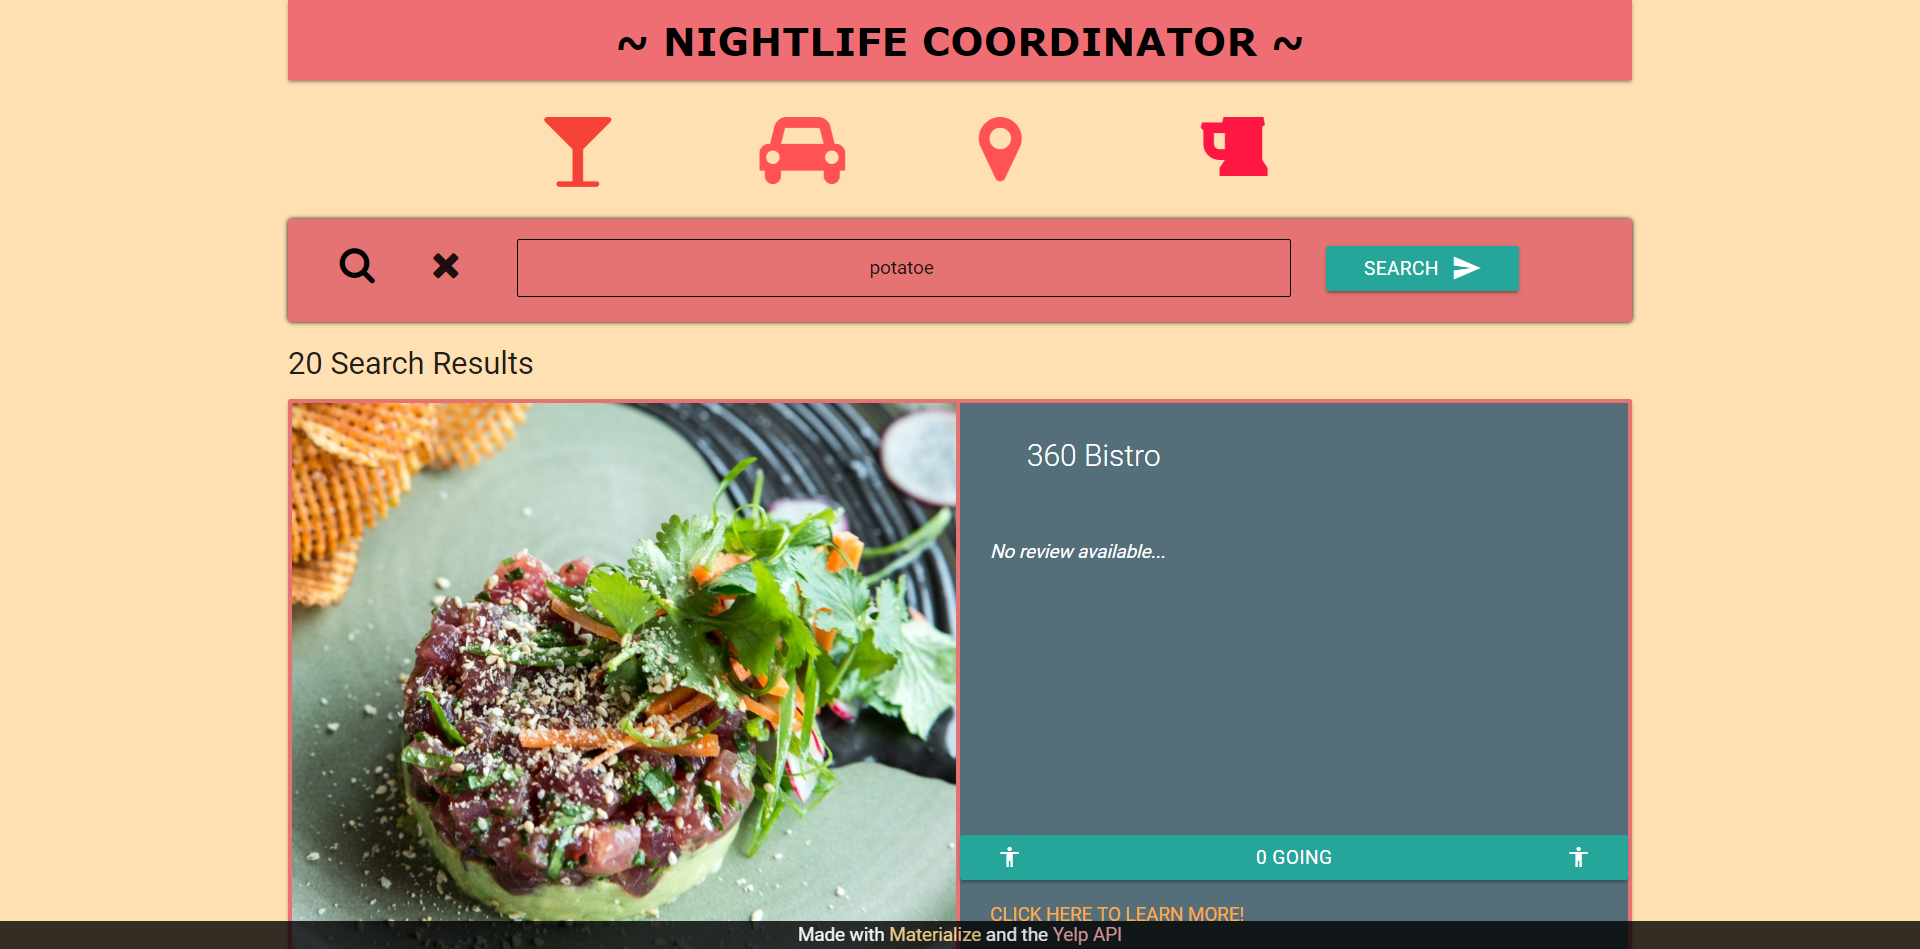 ~ NIGHTLIFE COORDINATOR ~
potatoe
SEARCH
20 Search Results
360 Bistro
No review available...
0 GOING
CLICK HERE TO LEARN MORE!
Made with Materialize and the Yelp API